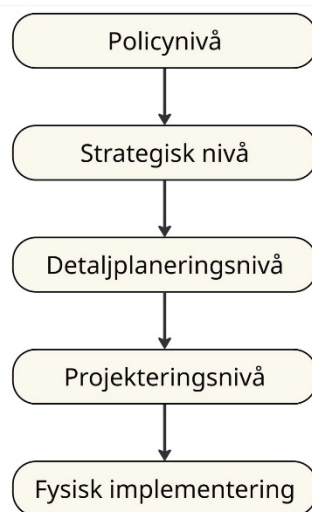 Policynivå
Strategisk nivå
Detaljplaneringsnivå
Projekteringsnivå
Fysisk implementering